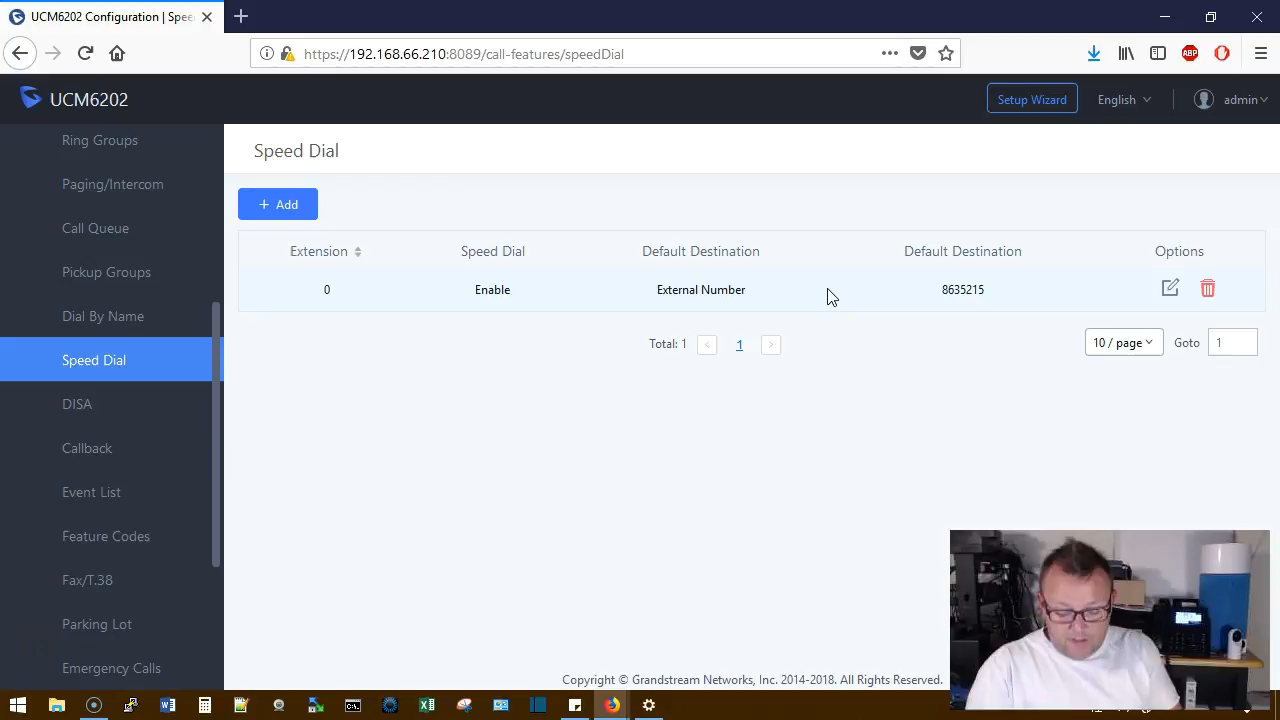 UCM6202 Configuration | Spee
https://192.168.66.210:8089/call-features/speedDial
ABP
UCM6202
Setup Wizard
English
admin
Ring Groups
Paging/Intercom
Call Queue
Pickup Groups
Dial By Name
Speed Dial
DISA
Callback
Event List
Feature Codes
Fax/T.38
Parking Lot
Emergency Calls
Speed Dial
+ Add
Extension Speed Dial Default Destination Default Destination Options
0 Enable External Number 8635215
Total: 1 < 1 > 10 / page Goto 1
Copyright © Grandstream Networks, Inc. 2014-2018. All Rights Reserved.